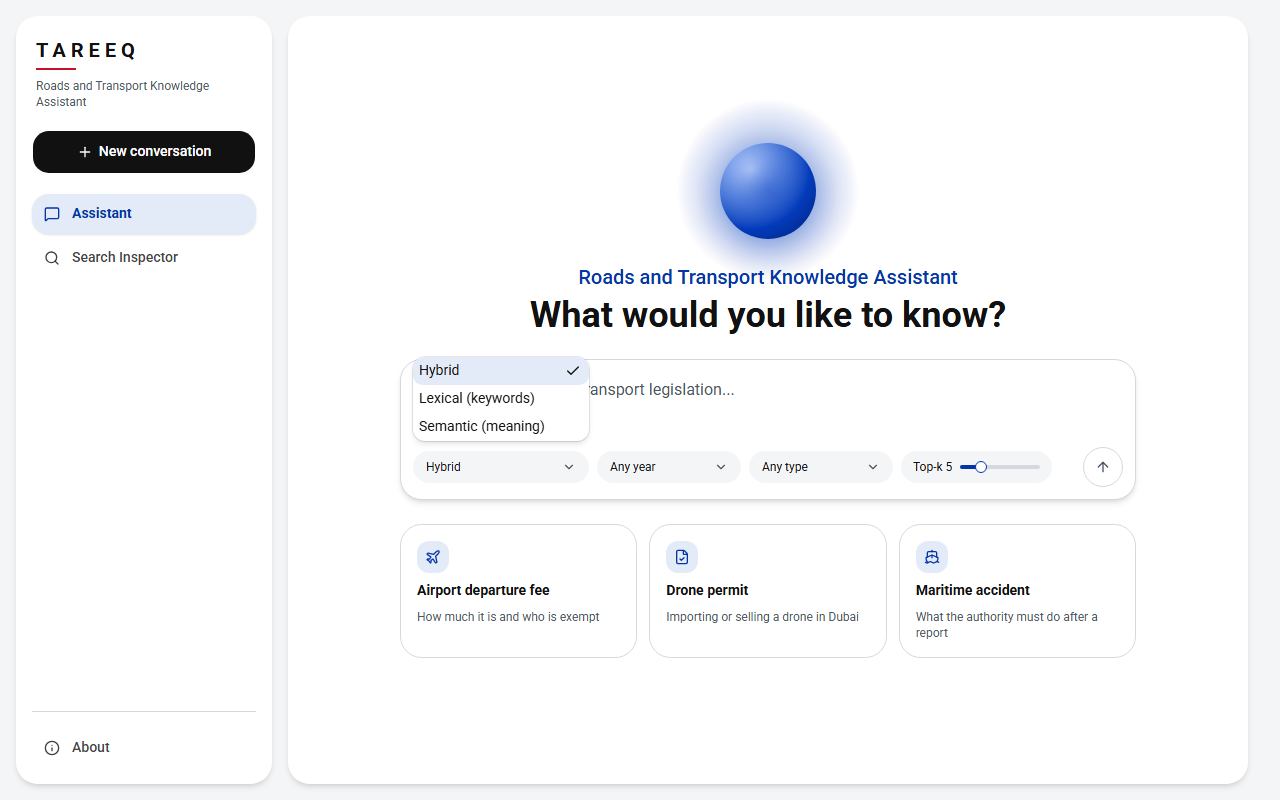 TAREEQ
Roads and Transport Knowledge
Assistant
New conversation
Assistant
Search Inspector
About
Roads and Transport Knowledge Assistant
What would you like to know?
Hybrid
Lexical (keywords)
Semantic (meaning)
transport legislation...
Hybrid
Any year
Any type
Top-k 5
Airport departure fee
How much it is and who is exempt
Drone permit
Importing or selling a drone in Dubai
Maritime accident
What the authority must do after a
report